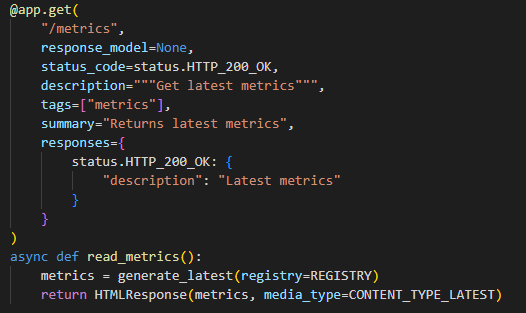 @app.get(
    "/metrics",
    response_model=None,
    status_code=status.HTTP_200_OK,
    description="""Get latest metrics""",
    tags=["metrics"],
    summary="Returns latest metrics",
    responses={
        status.HTTP_200_OK: {
            "description": "Latest metrics"
        }
    }
)
async def read_metrics():
    metrics = generate_latest(registry=REGISTRY)
    return HTMLResponse(metrics, media_type=CONTENT_TYPE_LATEST)